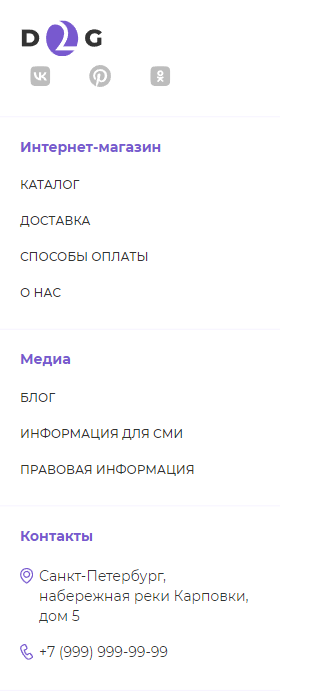 D2G
Интернет-магазин
КАТАЛОГ
ДОСТАВКА
СПОСОБЫ ОПЛАТЫ
О НАС
Медиа
БЛОГ
ИНФОРМАЦИЯ ДЛЯ СМИ
ПРАВОВАЯ ИНФОРМАЦИЯ
Контакты
Санкт-Петербург,
набережная реки Карповки,
дом 5
+7 (999) 999-99-99